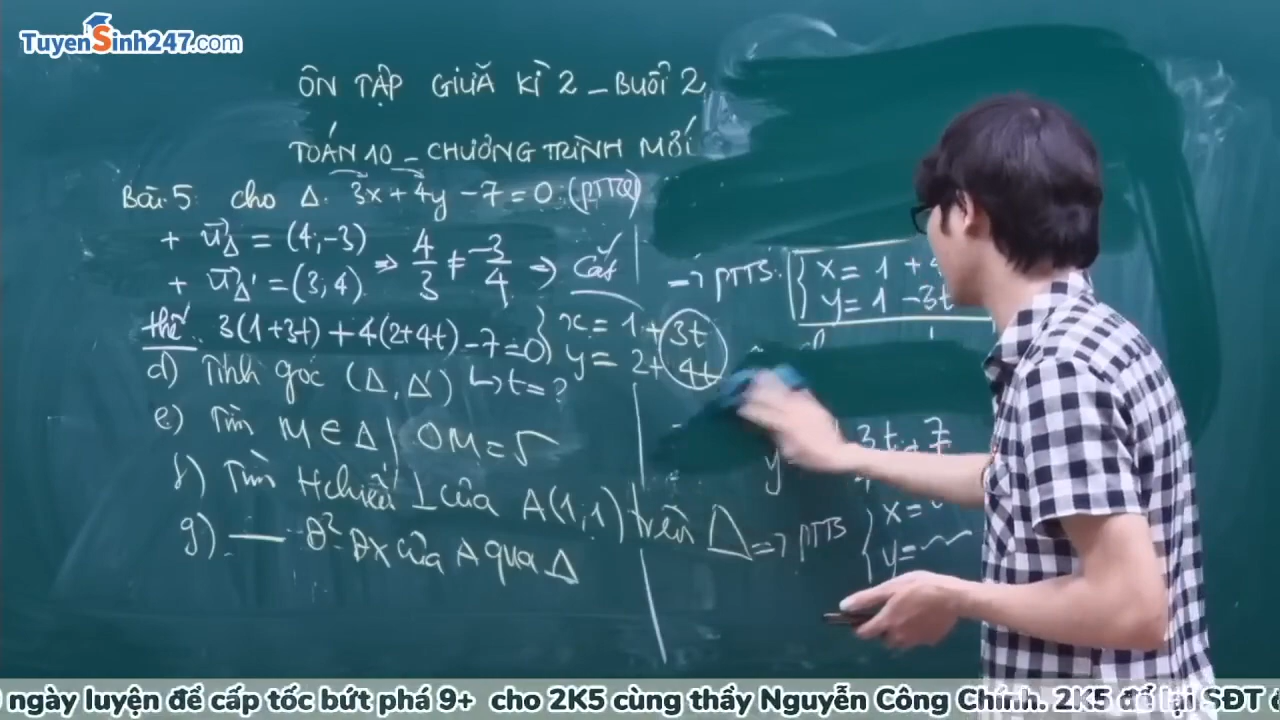 TuyenSinh247.com
ÔN TẬP GIỮA KÌ 2 – BUỔI 2
TOÁN 10 – CHƯƠNG TRÌNH MỚI
Bài 5: cho Δ: 3x + 4y - 7 = 0 (PTTQ)
+ u⃗Δ = (4,-3)
+ u⃗Δ' = (3,4)
⇒ 4/3 ≠ -3/4 ⇒ Cắt
thế 3(1+3t) + 4(2+4t) - 7 = 0
{ x = 1 + 3t
y = 2 + 4t
d) Tính góc (Δ, Δ') ↳ t = ?
e) Tìm M ∈ Δ | OM = 5
f) Tìm H chiếu ⊥ của A(1,1) trên Δ
g) — đ² đx của A qua Δ
⇒ PTTS: { x = 1 +
y = 1 - 3t
3t - 7
y
⇒ PTTS { x =
y =
ngày luyện đề cấp tốc bứt phá 9+ cho 2K5 cùng thầy Nguyễn Công Chính. 2K5 để lại SĐT